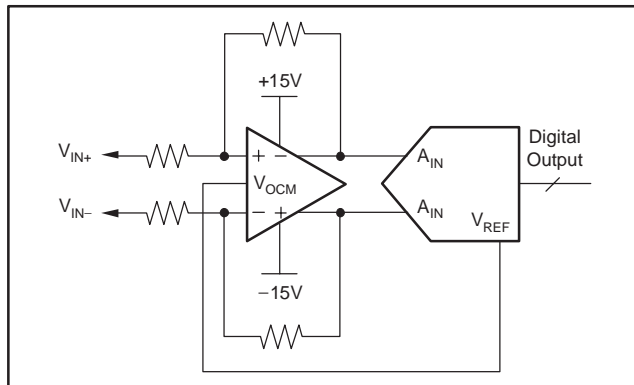 +15V
V_IN+
+ −
A_IN
Digital
Output
V_OCM
V_IN−
− +
A_IN
V_REF
−15V